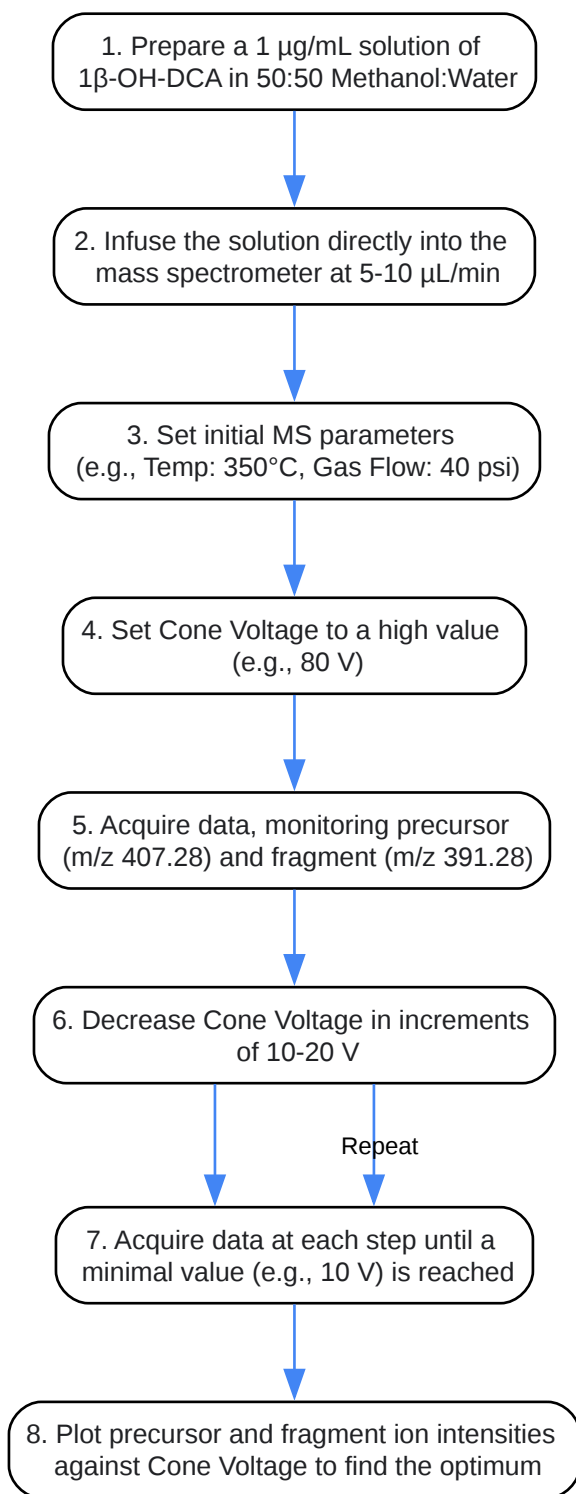 1. Prepare a 1 µg/mL solution of
1β-OH-DCA in 50:50 Methanol:Water
2. Infuse the solution directly into the
mass spectrometer at 5-10 µL/min
3. Set initial MS parameters
(e.g., Temp: 350°C, Gas Flow: 40 psi)
4. Set Cone Voltage to a high value
(e.g., 80 V)
5. Acquire data, monitoring precursor
(m/z 407.28) and fragment (m/z 391.28)
6. Decrease Cone Voltage in increments
of 10-20 V
Repeat
7. Acquire data at each step until a
minimal value (e.g., 10 V) is reached
8. Plot precursor and fragment ion intensities
against Cone Voltage to find the optimum